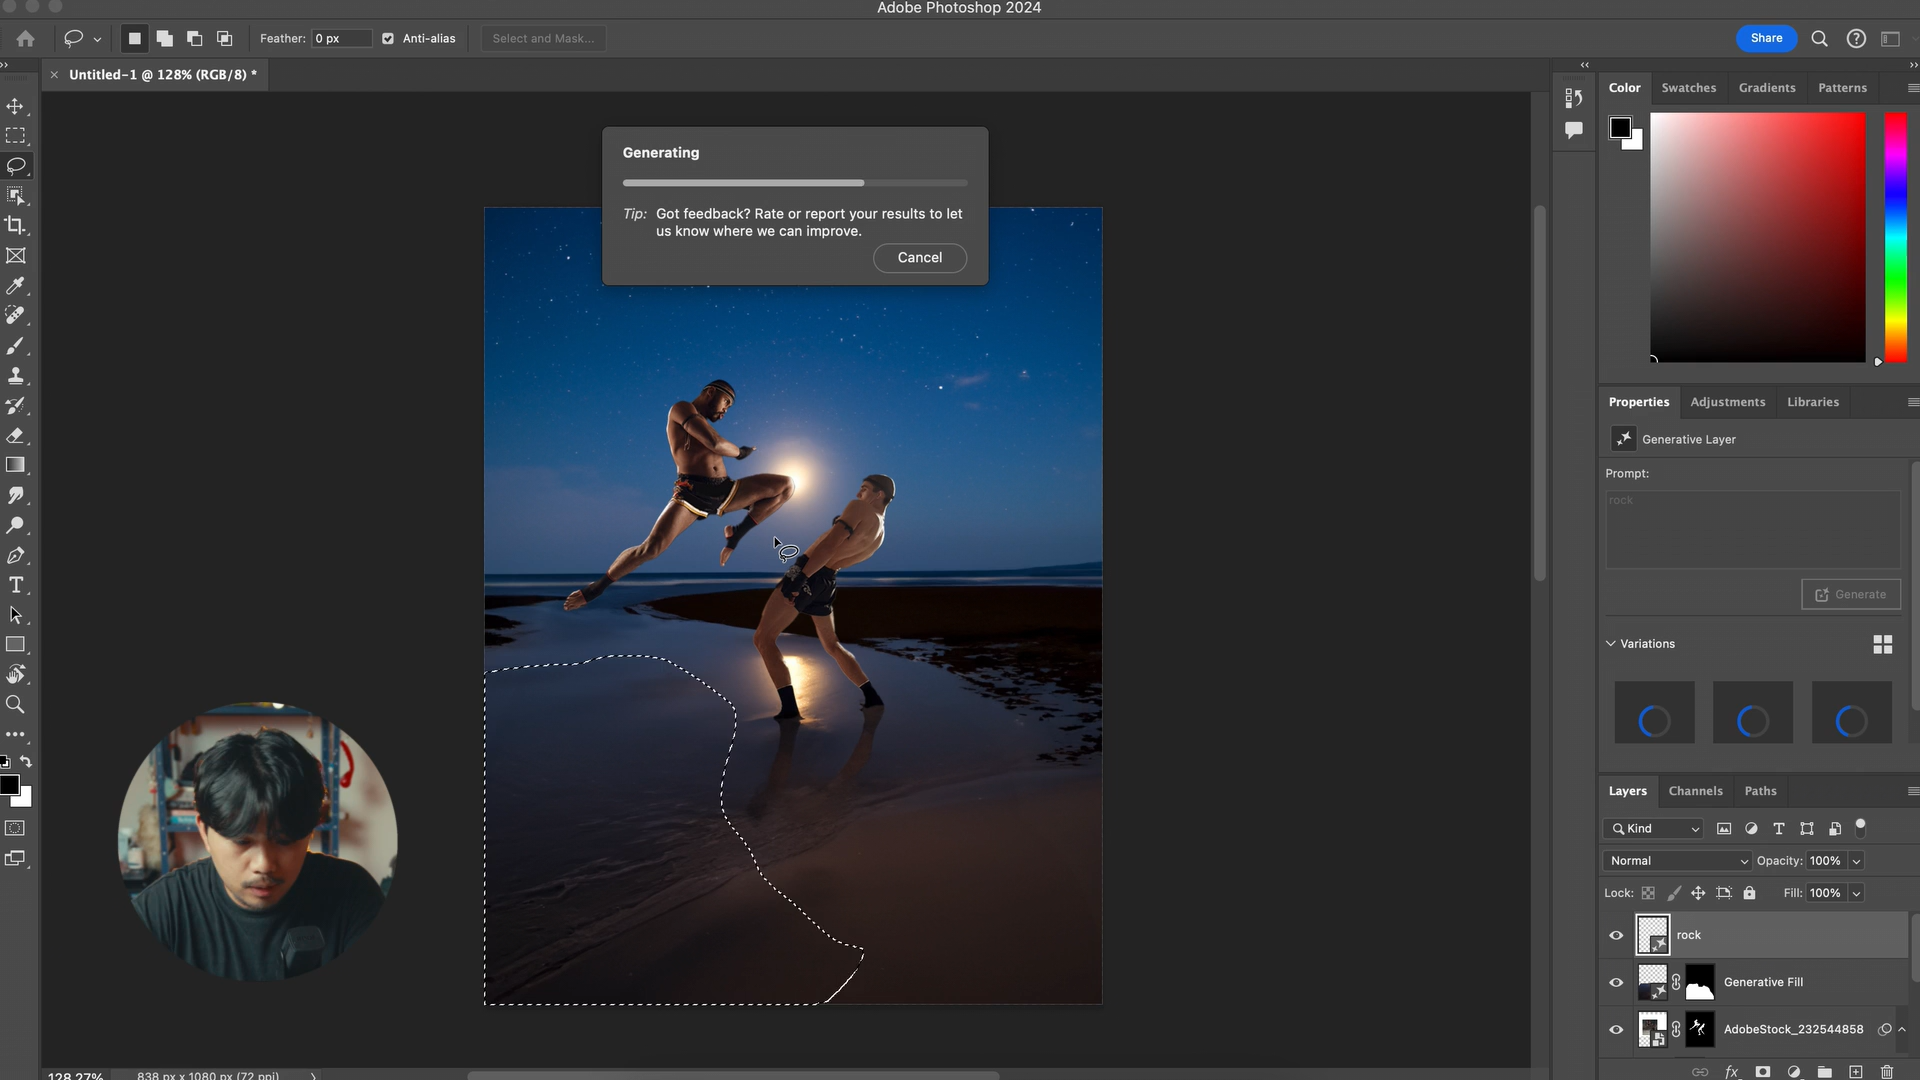 Adobe Photoshop 2024
Feather: 0 px Anti-alias Select and Mask... Share
× Untitled-1 @ 128% (RGB/8) *
Color Swatches Gradients Patterns
Generating
Tip: Got feedback? Rate or report your results to let
us know where we can improve.
Cancel
Properties Adjustments Libraries
Generative Layer
Prompt:
rock
Generate
Variations
Layers Channels Paths
Kind
Normal Opacity: 100%
Lock: Fill: 100%
rock
Generative Fill
AdobeStock_232544858
fx
128.27% 838 px x 1080 px (72 ppi)